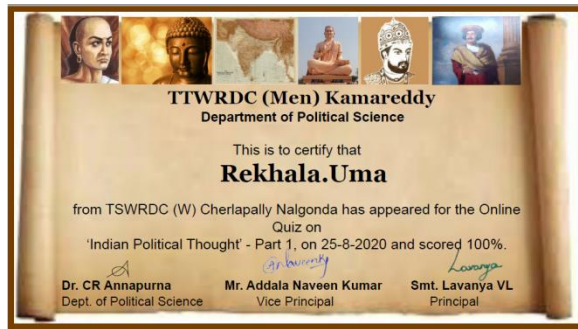 TTWRDC (Men) Kamareddy
Department of Political Science
This is to certify that
Rekhala.Uma
from TSWRDC (W) Cherlapally Nalgonda has appeared for the Online
Quiz on
'Indian Political Thought' - Part 1, on 25-8-2020 and scored 100%.
Lavanya
Dr. CR Annapurna Mr. Addala Naveen Kumar Smt. Lavanya VL
Dept. of Political Science Vice Principal Principal